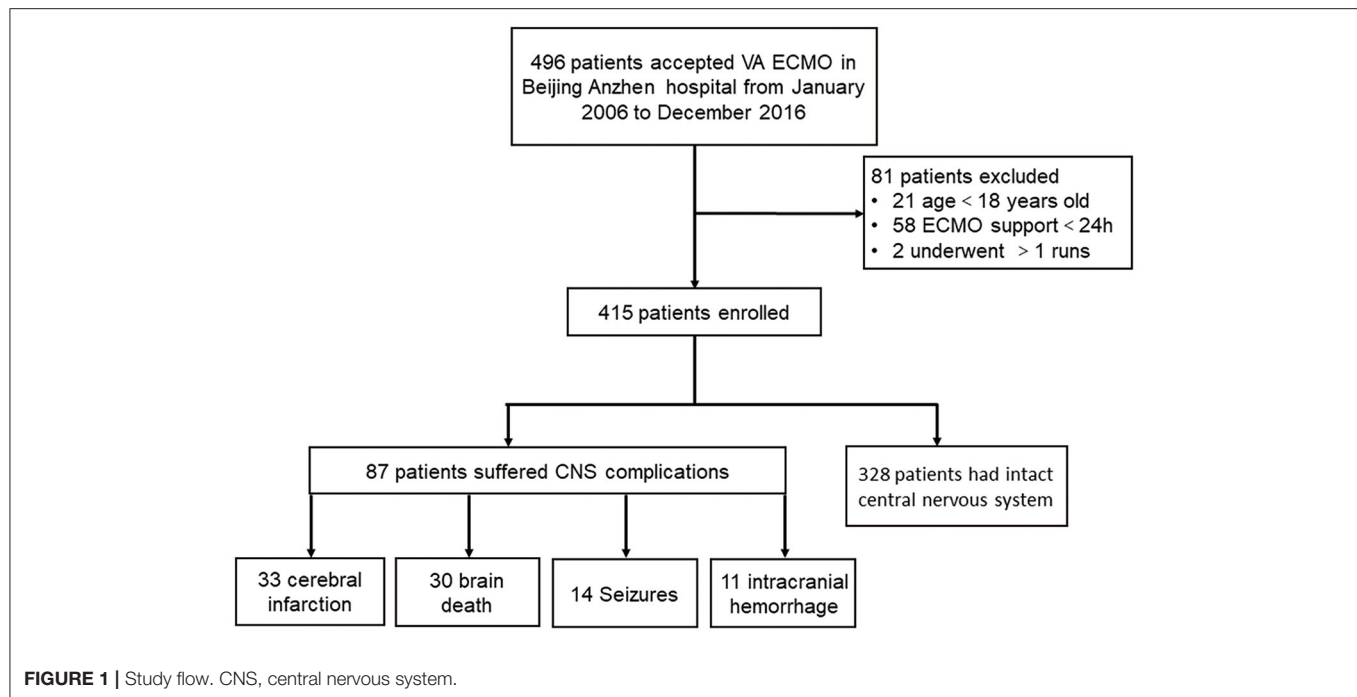 496 patients accepted VA ECMO in
Beijing Anzhen hospital from January
2006 to December 2016
81 patients excluded
• 21 age < 18 years old
• 58 ECMO support < 24h
• 2 underwent > 1 runs
415 patients enrolled
87 patients suffered CNS complications
328 patients had intact
central nervous system
33 cerebral
infarction
30 brain
death
14 Seizures
11 intracranial
hemorrhage
FIGURE 1 | Study flow. CNS, central nervous system.